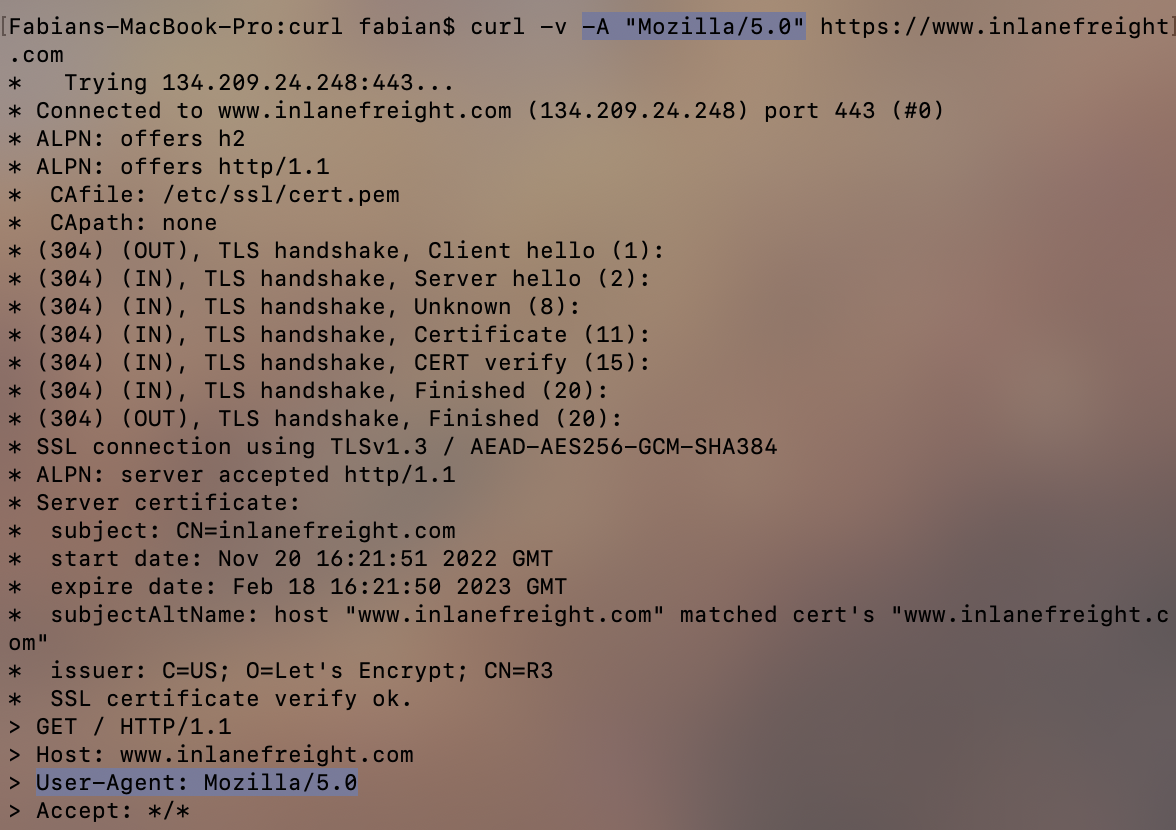 [Fabians-MacBook-Pro:curl fabian$ curl -v -A "Mozilla/5.0" https://www.inlanefreight]
.com
*   Trying 134.209.24.248:443...
* Connected to www.inlanefreight.com (134.209.24.248) port 443 (#0)
* ALPN: offers h2
* ALPN: offers http/1.1
*  CAfile: /etc/ssl/cert.pem
*  CApath: none
* (304) (OUT), TLS handshake, Client hello (1):
* (304) (IN), TLS handshake, Server hello (2):
* (304) (IN), TLS handshake, Unknown (8):
* (304) (IN), TLS handshake, Certificate (11):
* (304) (IN), TLS handshake, CERT verify (15):
* (304) (IN), TLS handshake, Finished (20):
* (304) (OUT), TLS handshake, Finished (20):
* SSL connection using TLSv1.3 / AEAD-AES256-GCM-SHA384
* ALPN: server accepted http/1.1
* Server certificate:
*  subject: CN=inlanefreight.com
*  start date: Nov 20 16:21:51 2022 GMT
*  expire date: Feb 18 16:21:50 2023 GMT
*  subjectAltName: host "www.inlanefreight.com" matched cert's "www.inlanefreight.c
om"
*  issuer: C=US; O=Let's Encrypt; CN=R3
*  SSL certificate verify ok.
> GET / HTTP/1.1
> Host: www.inlanefreight.com
> User-Agent: Mozilla/5.0
> Accept: */*